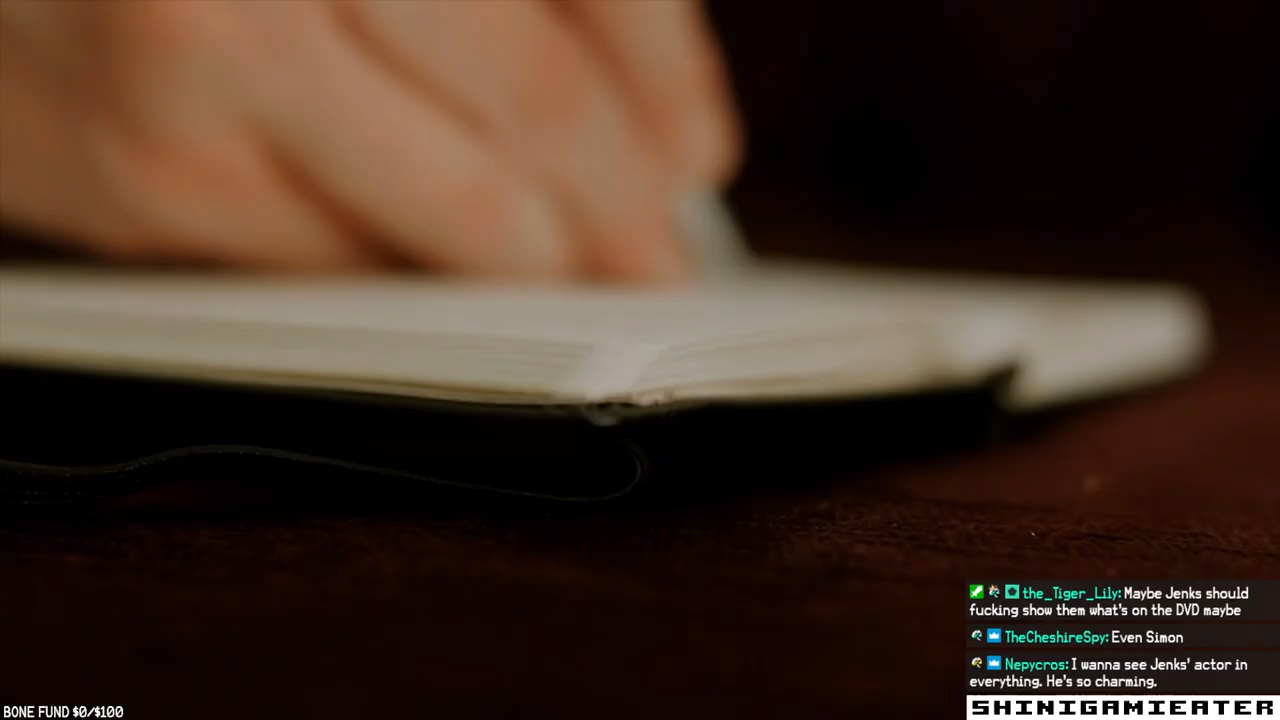 the_Tiger_Lily: Maybe Jenks should
fucking show them what's on the DVD maybe
TheCheshireSpy: Even Simon
Nepycros: I wanna see Jenks' actor in
everything. He's so charming.
BONE FUND $0/$100
SHINIGAMIEATER